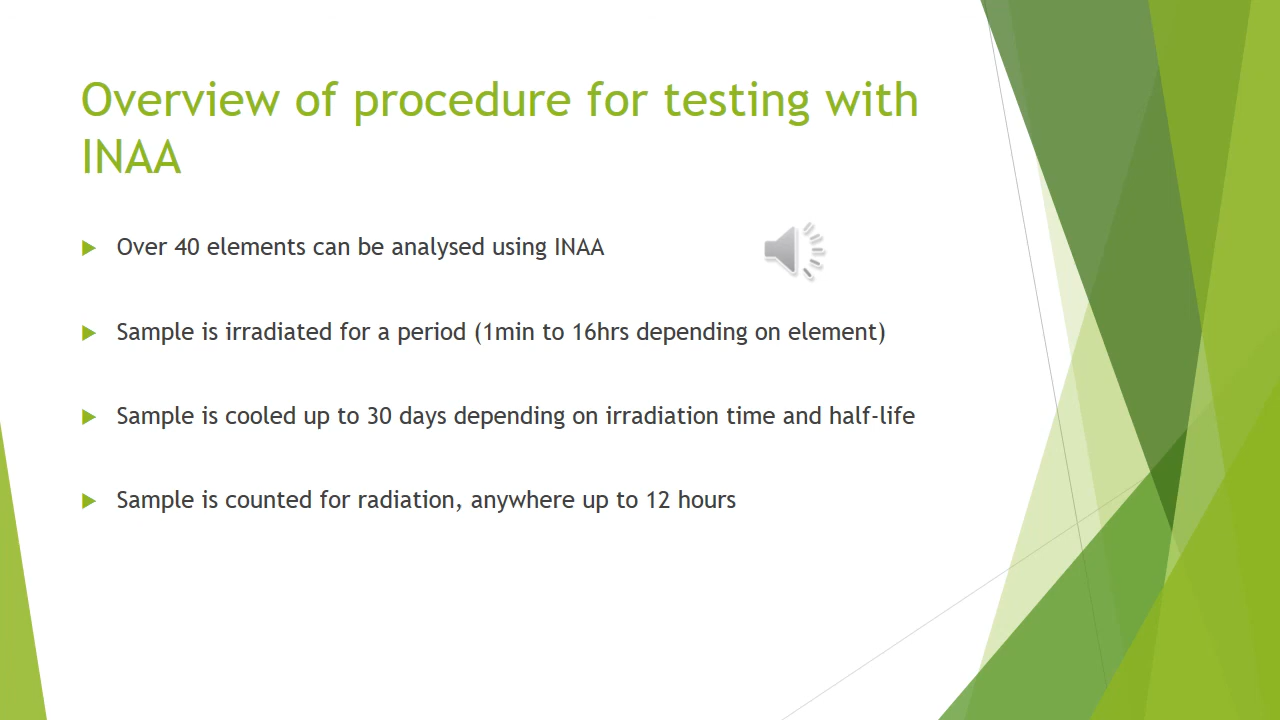 Overview of procedure for testing with
INAA
Over 40 elements can be analysed using INAA
Sample is irradiated for a period (1min to 16hrs depending on element)
Sample is cooled up to 30 days depending on irradiation time and half-life
Sample is counted for radiation, anywhere up to 12 hours